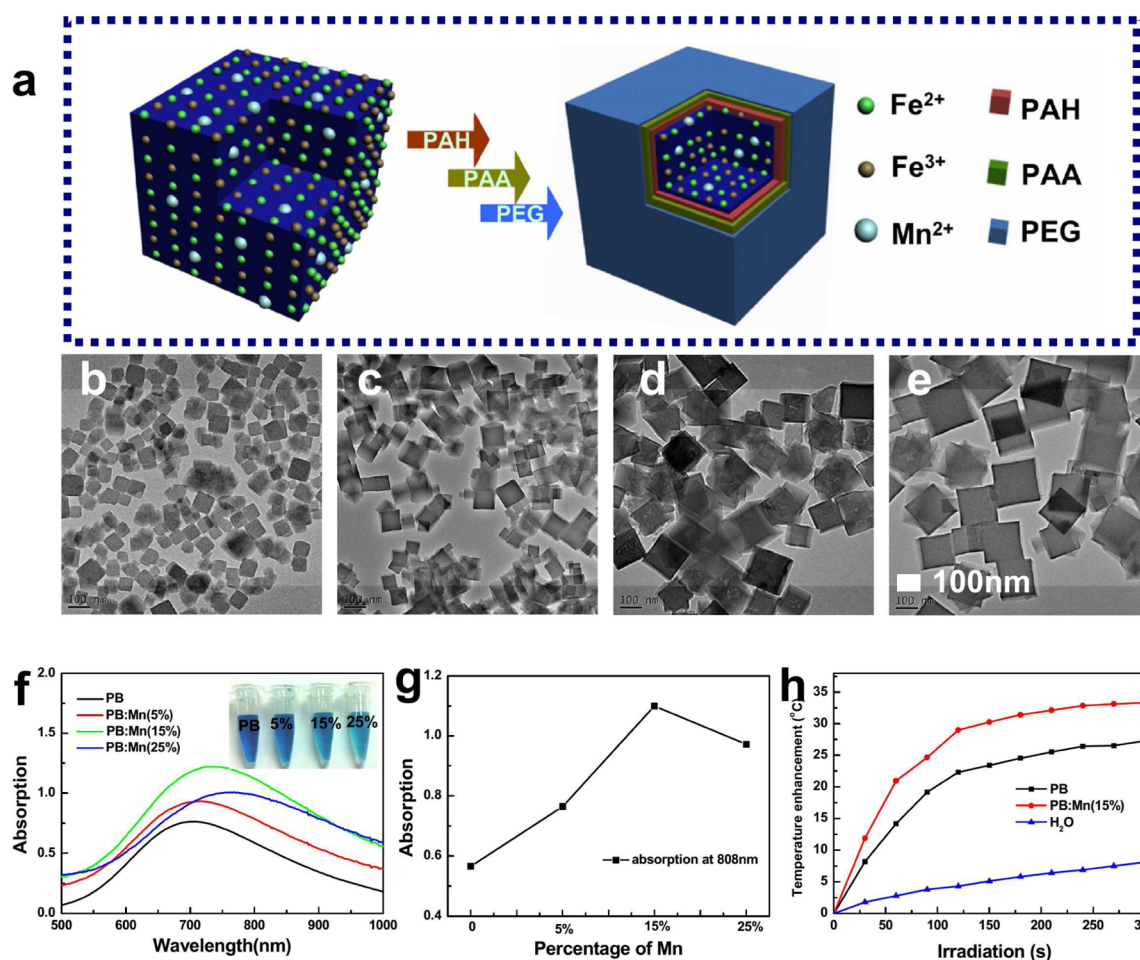 a
Fe²⁺
PAH
Fe³⁺
PAA
Mn²⁺
PEG
PAH
PAA
PEG
b
c
d
e
100 nm
100 nm
100 nm
100nm
100 nm
f
2.0
1.5
1.0
0.5
0.0
Absorption
PB
PB:Mn(5%)
PB:Mn(15%)
PB:Mn(25%)
PB
5%
15%
25%
500
600
700
800
900
1000
Wavelength(nm)
g
1.2
1.0
0.8
0.6
0.4
Absorption
absorption at 808nm
0
5%
15%
25%
Percentage of Mn
h
35
30
25
20
15
10
5
0
Temperature enhancement (°C)
PB
PB:Mn(15%)
H₂O
0
50
100
150
200
250
Irradiation (s)